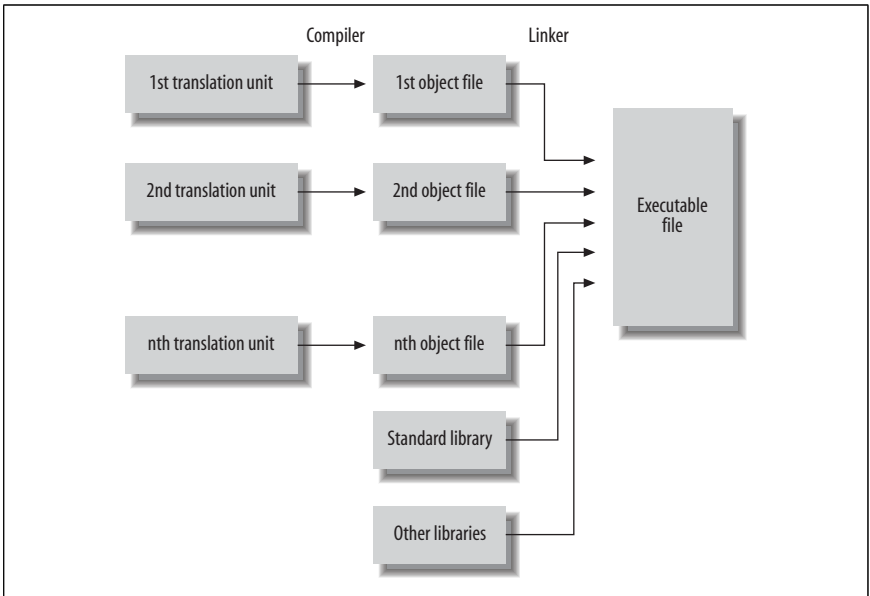 Compiler
Linker
1st translation unit
1st object file
2nd translation unit
2nd object file
Executable
file
nth translation unit
nth object file
Standard library
Other libraries